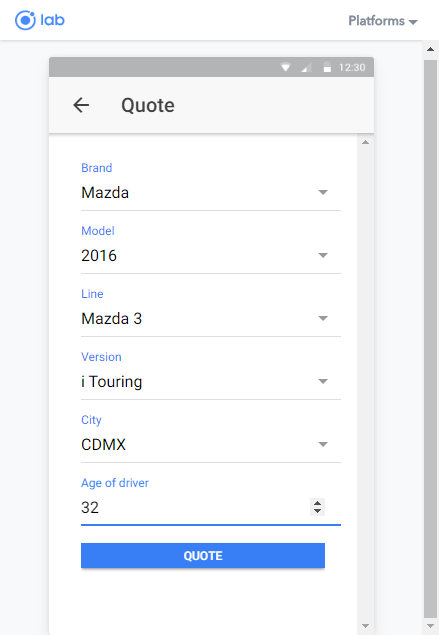 lab
Platforms
12:30
Quote
Brand
Mazda
Model
2016
Line
Mazda 3
Version
i Touring
City
CDMX
Age of driver
32
QUOTE